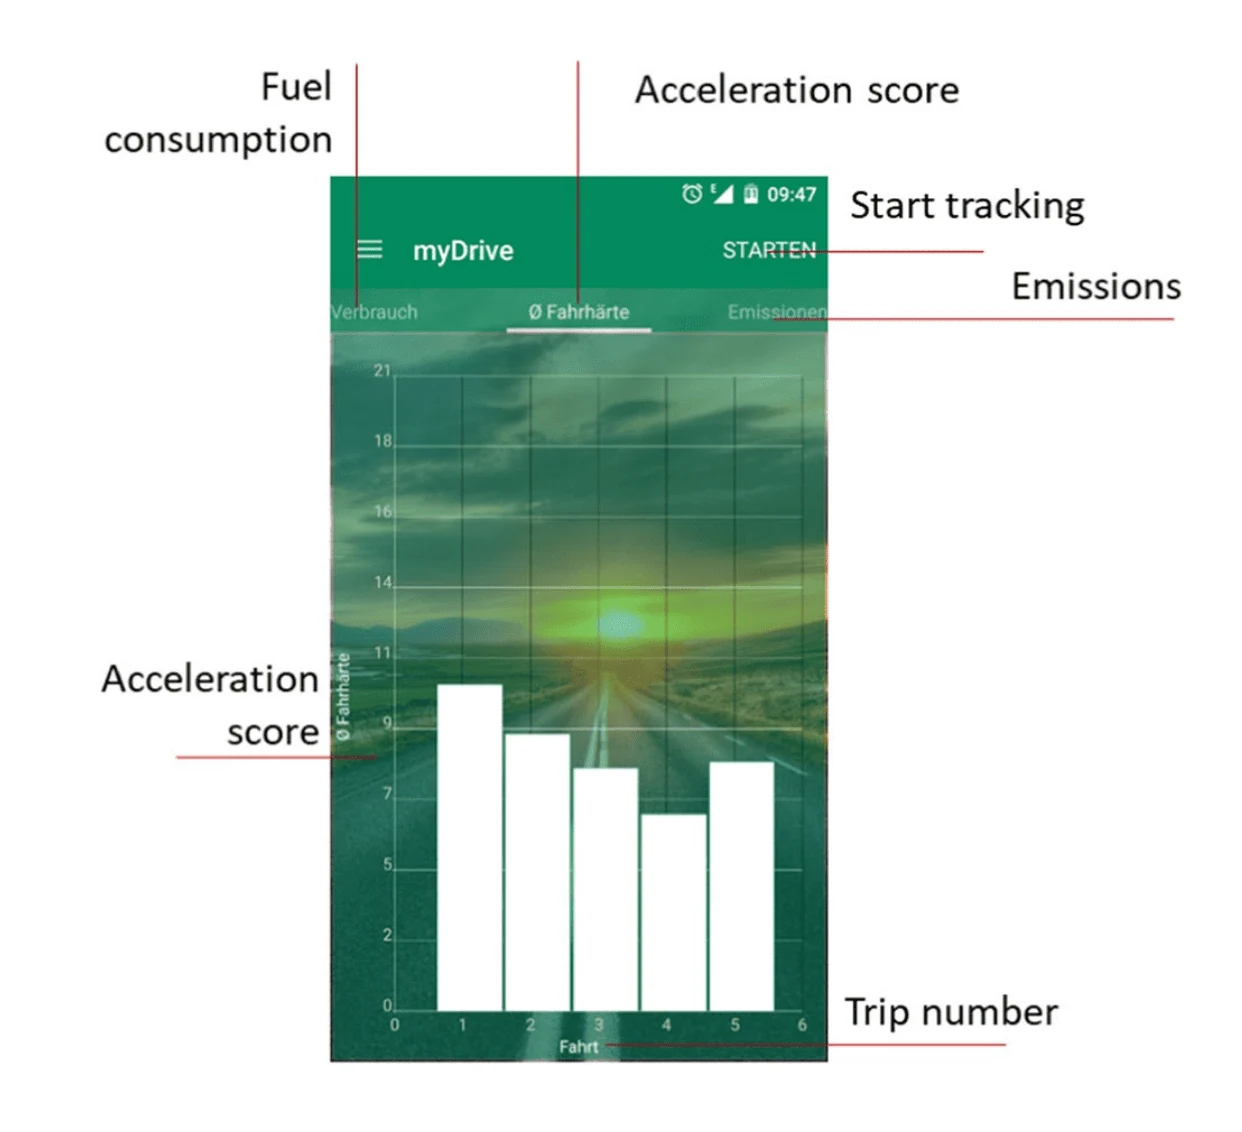 Fuel
consumption
Acceleration score
09:47
Start tracking
myDrive
STARTEN
Emissions
Verbrauch
Ø Fahrhärte
Emissionen
21
18
16
14
11
9
7
5
2
0
Ø Fahrhärte
Acceleration
score
0 1 2 3 4 5 6
Fahrt
Trip number